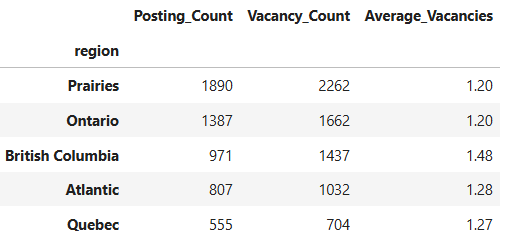 Posting_Count Vacancy_Count Average_Vacancies
region
Prairies 1890 2262 1.20
Ontario 1387 1662 1.20
British Columbia 971 1437 1.48
Atlantic 807 1032 1.28
Quebec 555 704 1.27